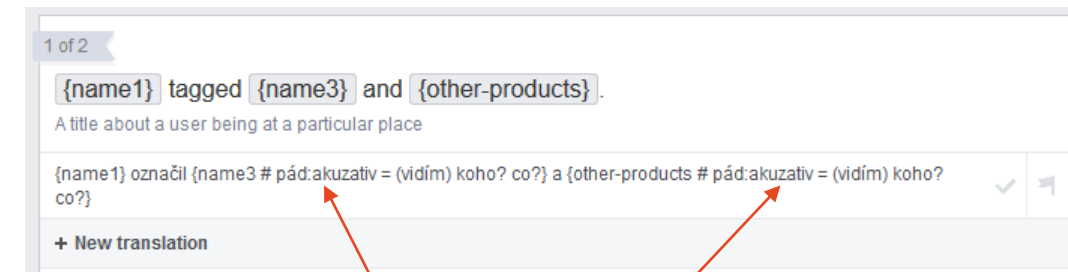 1 of 2
{name1} tagged {name3} and {other-products}.
A title about a user being at a particular place
{name1} označil {name3 # pád:akuzativ = (vidím) koho? co?} a {other-products # pád:akuzativ = (vidím) koho?
co?}
+ New translation